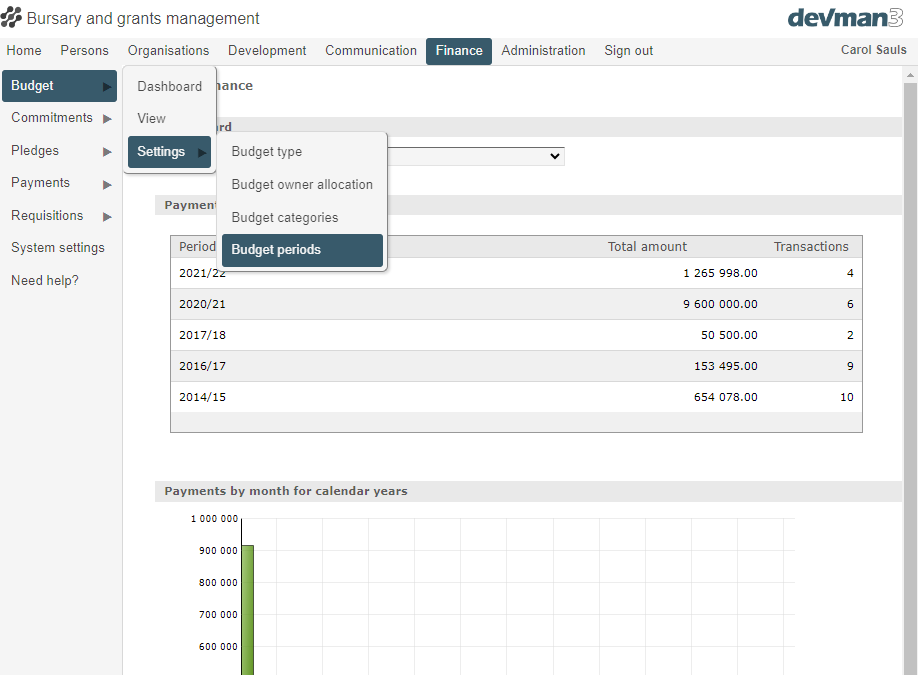 Bursary and grants management
devman3
Home Persons Organisations Development Communication Finance Administration Sign out Carol Sauls
Budget
Commitments
Pledges
Payments
Requisitions
System settings
Need help?
Dashboard
View
Settings
Budget type
Budget owner allocation
Budget categories
Budget periods
nance
rd
Paymen
Period Total amount Transactions
2021/22 1 265 998.00 4
2020/21 9 600 000.00 6
2017/18 50 500.00 2
2016/17 153 495.00 9
2014/15 654 078.00 10
Payments by month for calendar years
1 000 000
900 000
800 000
700 000
600 000